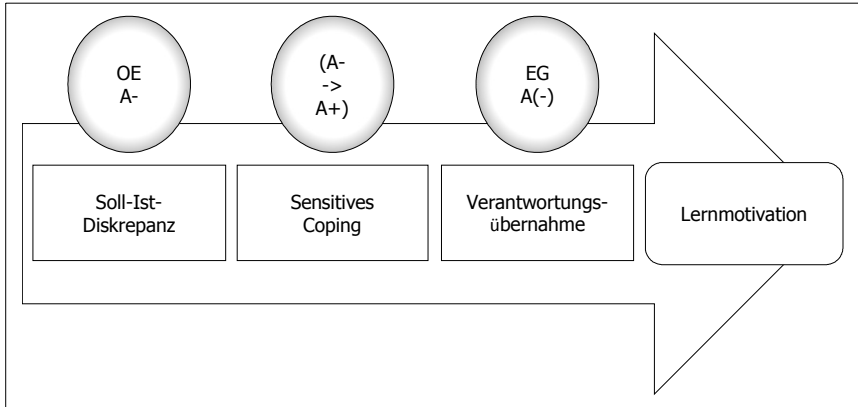 OE
A-
(A-
->
A+)
EG
A(-)
Soll-Ist-
Diskrepanz
Sensitives
Coping
Verantwortungs-
übernahme
Lernmotivation